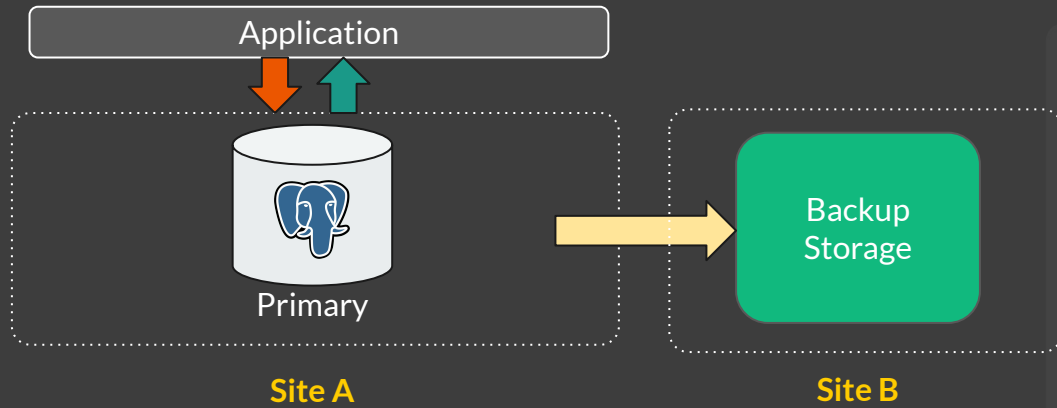 Application
Primary
Backup
Storage
Site A
Site B